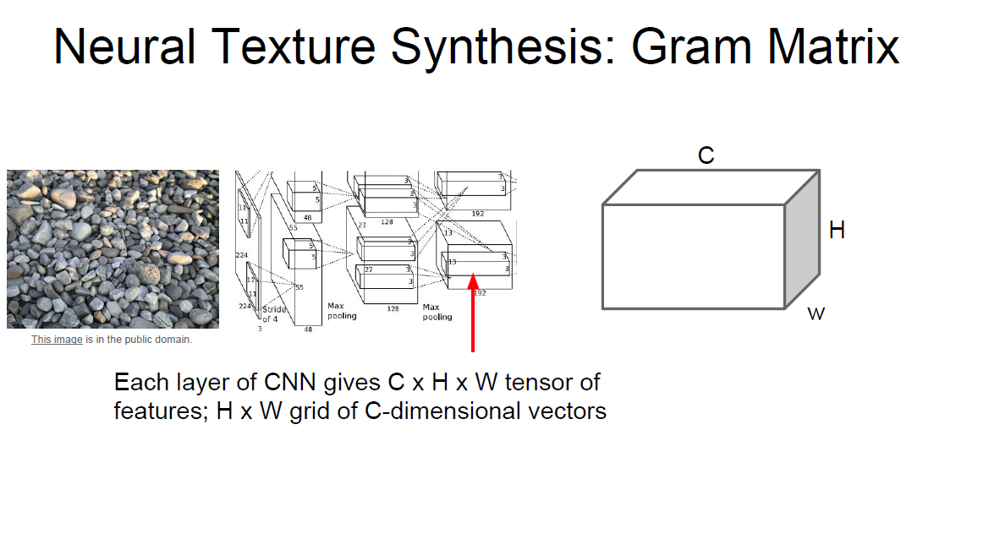 Neural Texture Synthesis: Gram Matrix
C
H
W
11
11
5
5
48
55
3
3
3
27
128
3
3
192
13
224
5
5
3
3
13
3
3
11
11
55
27
3
3
192
224
Stride
of 4
Max
pooling
128
Max
pooling
3
48
This image is in the public domain.
Each layer of CNN gives C x H x W tensor of
features; H x W grid of C-dimensional vectors